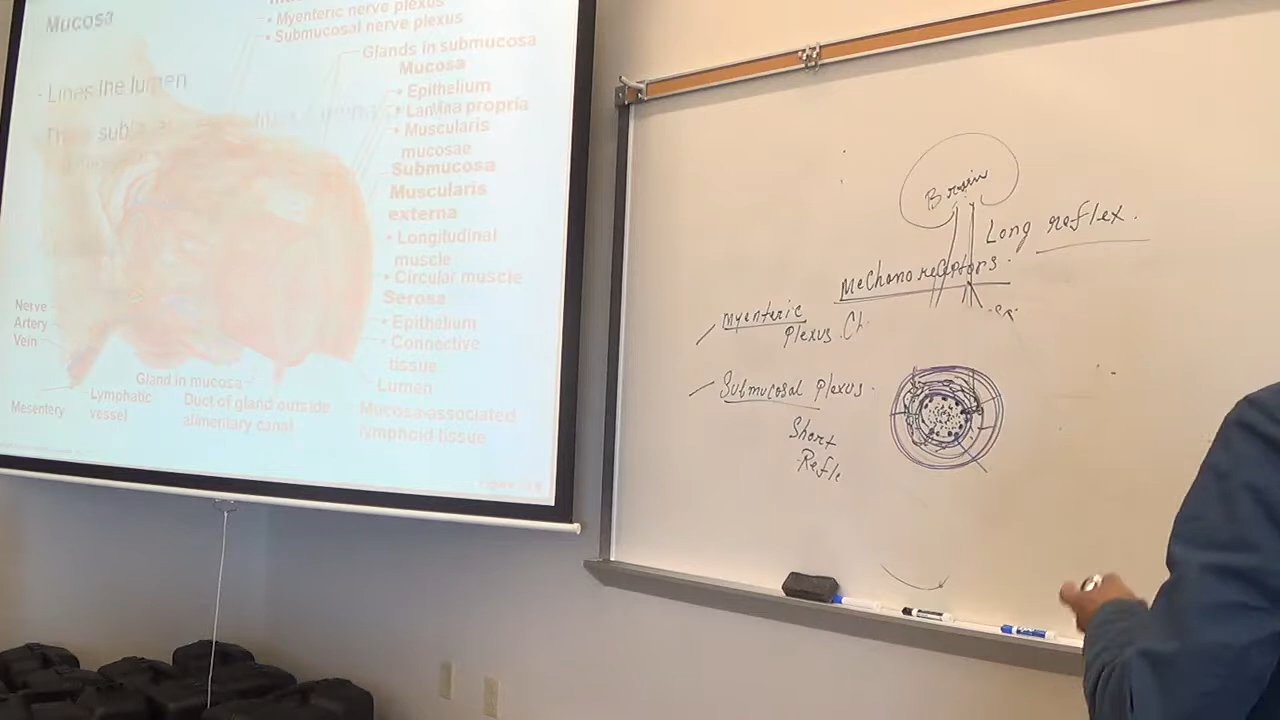 Mucosa
- Lines the lumen
• Myenteric nerve plexus
• Submucosal nerve plexus
Glands in submucosa
Mucosa
• Epithelium
• Lamina propria
• Muscularis
mucosae
Submucosa
Muscularis
externa
• Longitudinal
muscle
• Circular muscle
Serosa
• Epithelium
• Connective
tissue
Lumen
Nerve
Artery
Vein
Gland in mucosa
Mesentery
Lymphatic
vessel
Duct of gland outside
alimentary canal
Mucosa-associated
lymphoid tissue
Brain
Long reflex.
Mechanoreceptors.
Myenteric
Plexus. Ch.
Submucosal Plexus.
Short
Refle